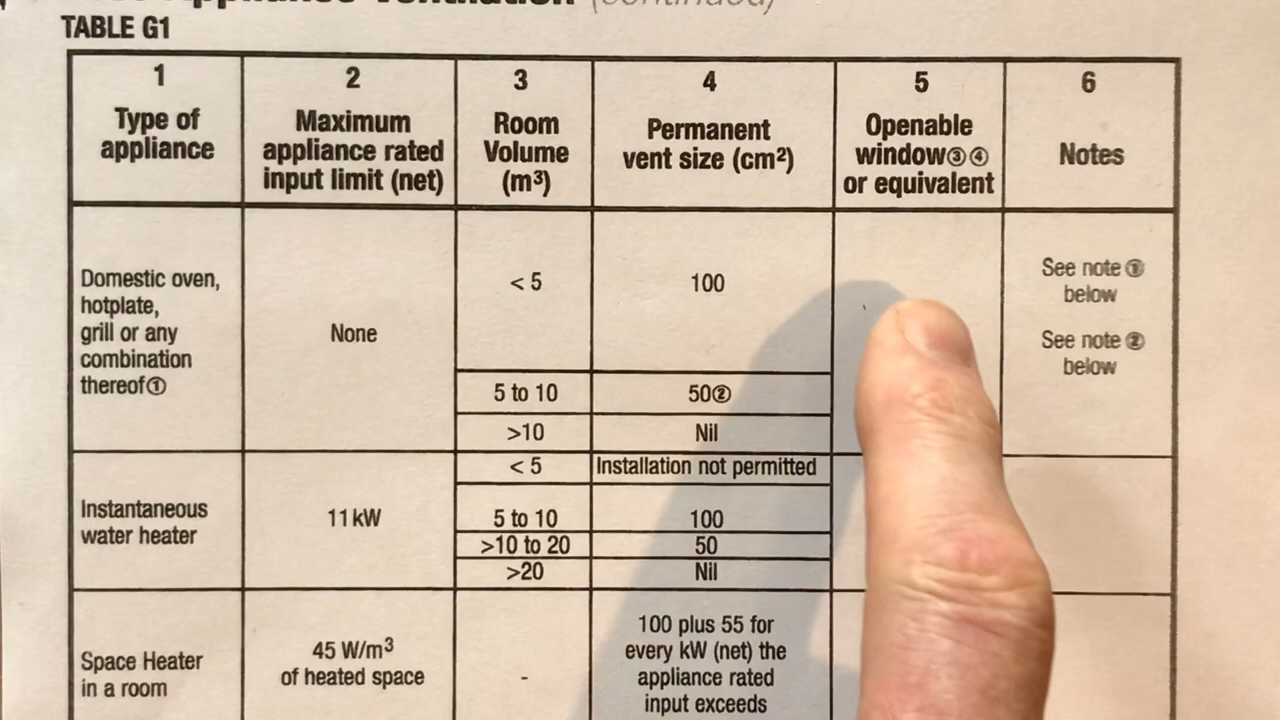 Appliance Ventilation (continued)
TABLE G1
1 2 3 4 5 6
Type of appliance
Maximum appliance rated input limit (net)
Room Volume (m³)
Permanent vent size (cm²)
Openable window③④ or equivalent
Notes
Domestic oven,
hotplate,
grill or any
combination
thereof①
None
< 5
100
See note ①
below
See note ②
below
5 to 10
50②
>10
Nil
Instantaneous
water heater
11 kW
< 5
Installation not permitted
5 to 10
100
>10 to 20
50
>20
Nil
Space Heater
in a room
45 W/m³
of heated space
-
100 plus 55 for
every kW (net) the
appliance rated
input exceeds